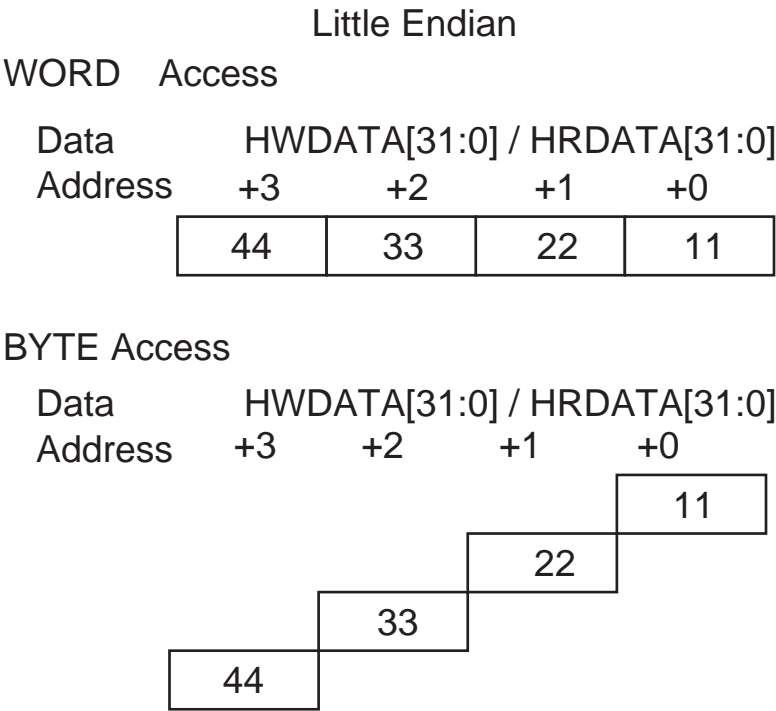 Little Endian
WORD Access
Data HWDATA[31:0] / HRDATA[31:0]
Address +3 +2 +1 +0
44 33 22 11
BYTE Access
Data HWDATA[31:0] / HRDATA[31:0]
Address +3 +2 +1 +0
11
22
33
44